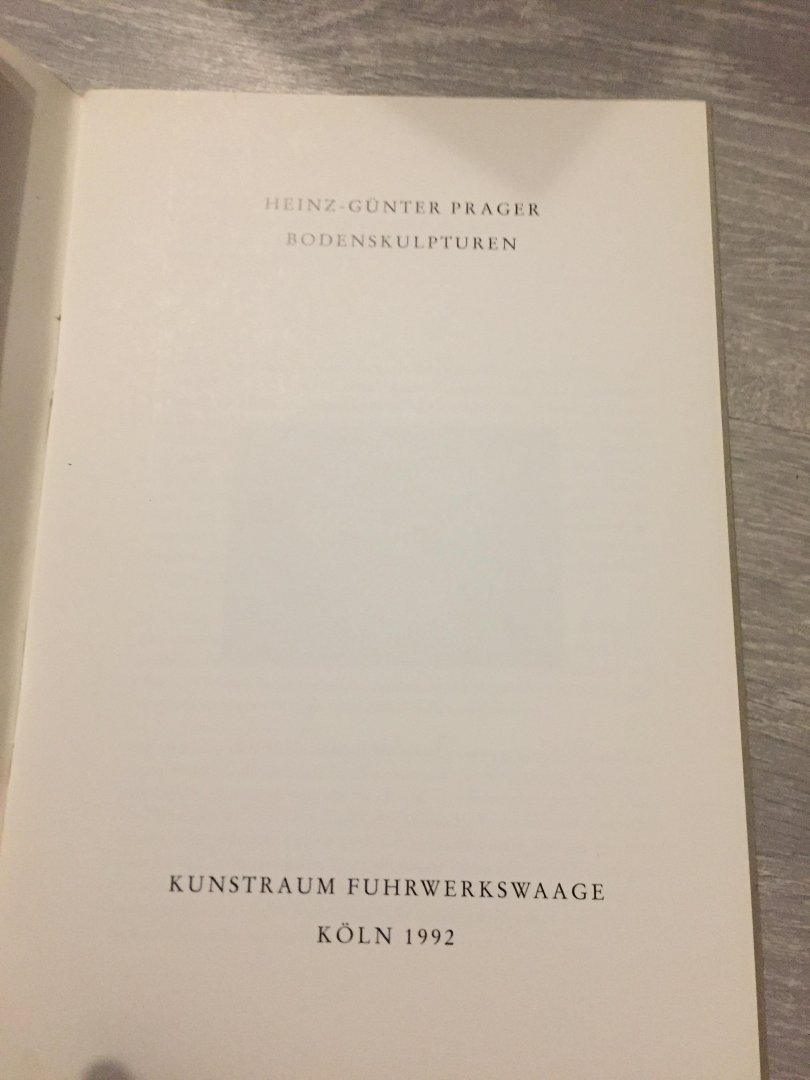 HEINZ-GÜNTER PRAGER
BODENSKULPTUREN
KUNSTRAUM FUHRWERKSWAAGE
KÖLN 1992